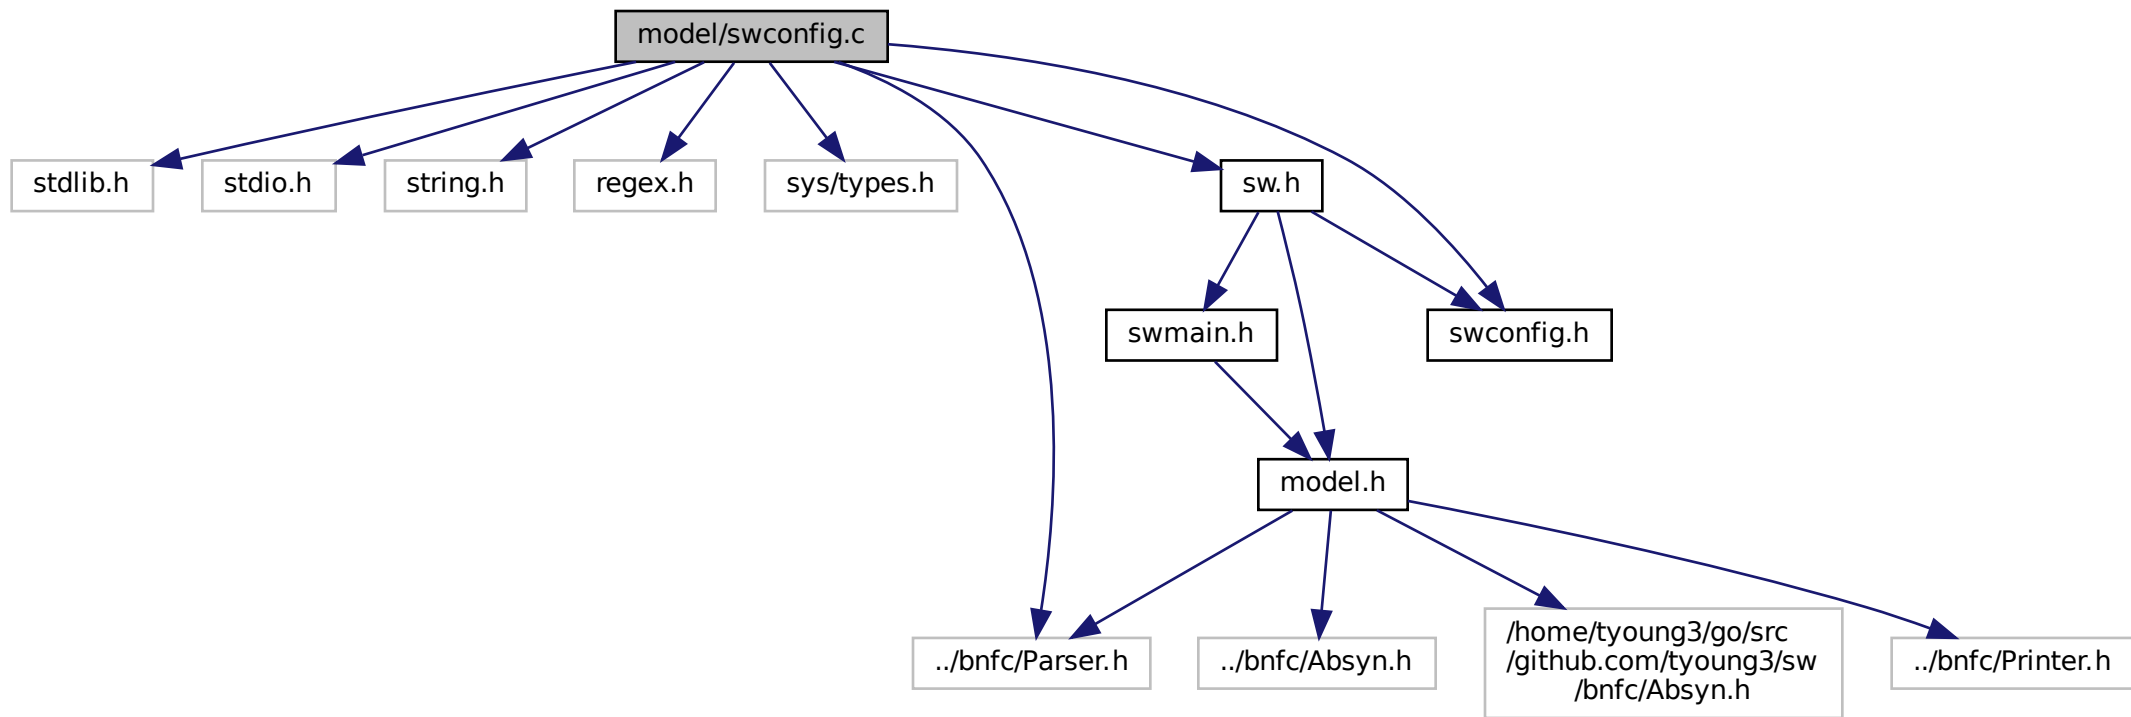 model/swconfig.c
stdlib.h
stdio.h
string.h
regex.h
sys/types.h
sw.h
swmain.h
swconfig.h
model.h
../bnfc/Parser.h
../bnfc/Absyn.h
/home/tyoung3/go/src
/github.com/tyoung3/sw
/bnfc/Absyn.h
../bnfc/Printer.h